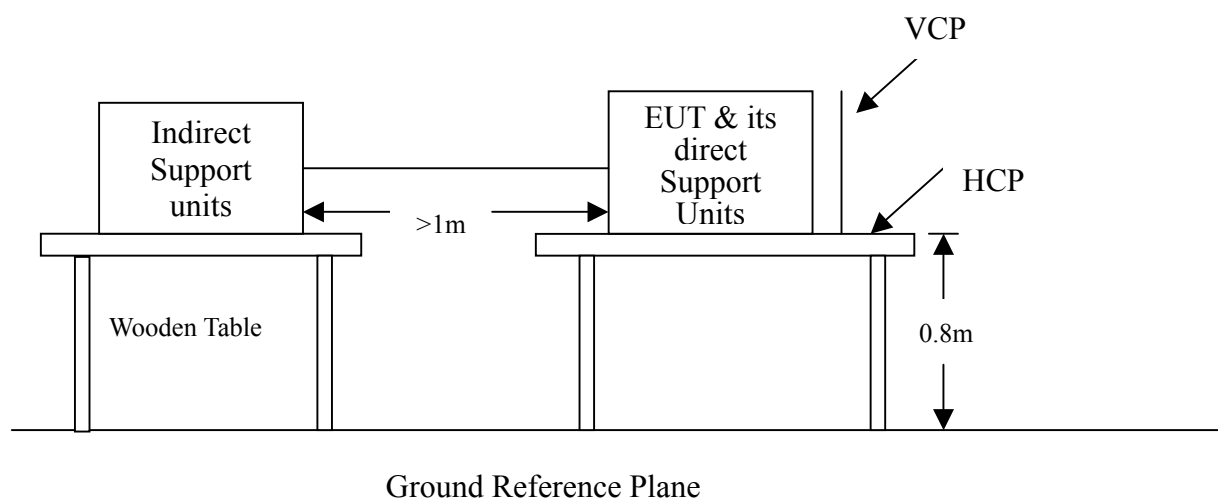 VCP
Indirect
Support
units
EUT & its
direct
Support
Units
HCP
>1m
Wooden Table
0.8m
Ground Reference Plane